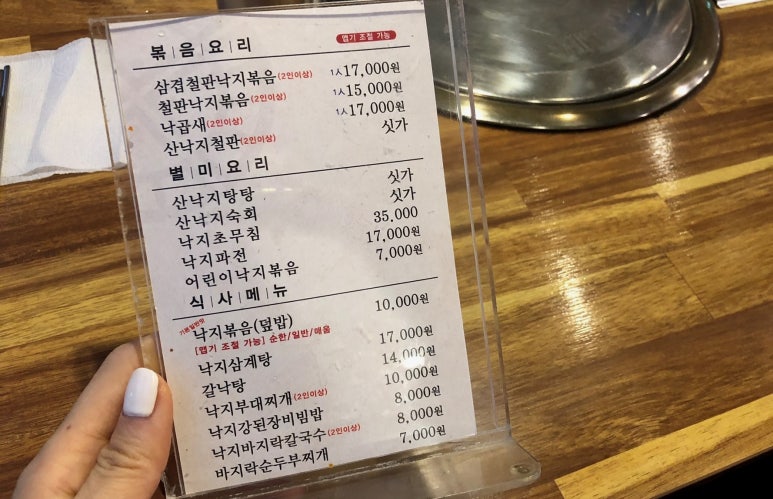 볶|음|요|리 맵기 조절 가능
삼겹철판낙지볶음(2인이상) 1人17,000원
철판낙지볶음(2인이상) 1人15,000원
낙곱새(2인이상) 1人17,000원
산낙지철판(2인이상) 싯가
별|미|요|리
산낙지탕탕 싯가
산낙지숙회 싯가
낙지초무침 35,000
낙지파전 17,000원
어린이낙지볶음 7,000원
식|사|메|뉴
낙지볶음(덮밥) 10,000원
[맵기 조절 가능] 순한/일반/매움
낙지삼계탕 17,000원
갈낙탕 14,000원
낙지부대찌개(2인이상) 10,000원
낙지강된장비빔밥 8,000원
낙지바지락칼국수(2인이상) 8,000원
바지락순두부찌개 7,000원